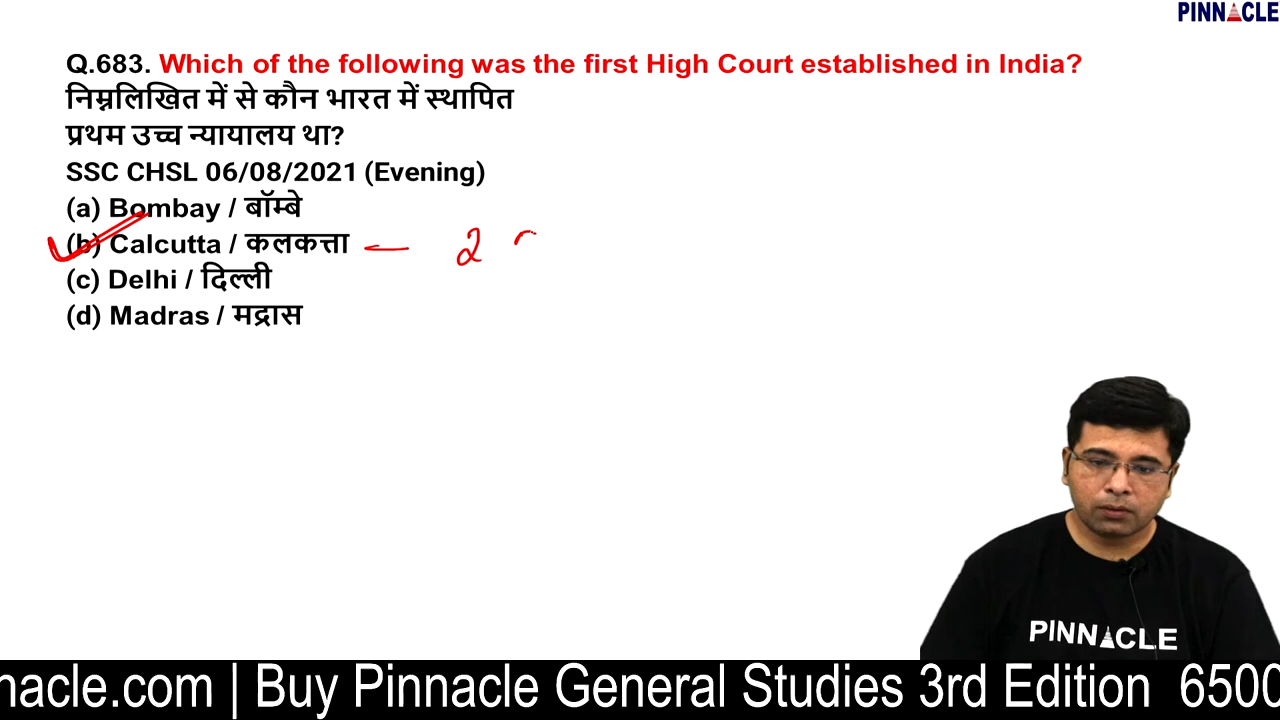 PINNACLE
Q.683. Which of the following was the first High Court established in India?
निम्नलिखित में से कौन भारत में स्थापित
प्रथम उच्च न्यायालय था?
SSC CHSL 06/08/2021 (Evening)
(a) Bombay / बॉम्बे
(b) Calcutta / कलकत्ता — 2
(c) Delhi / दिल्ली
(d) Madras / मद्रास
PINNACLE
nacle.com | Buy Pinnacle General Studies 3rd Edition 6500